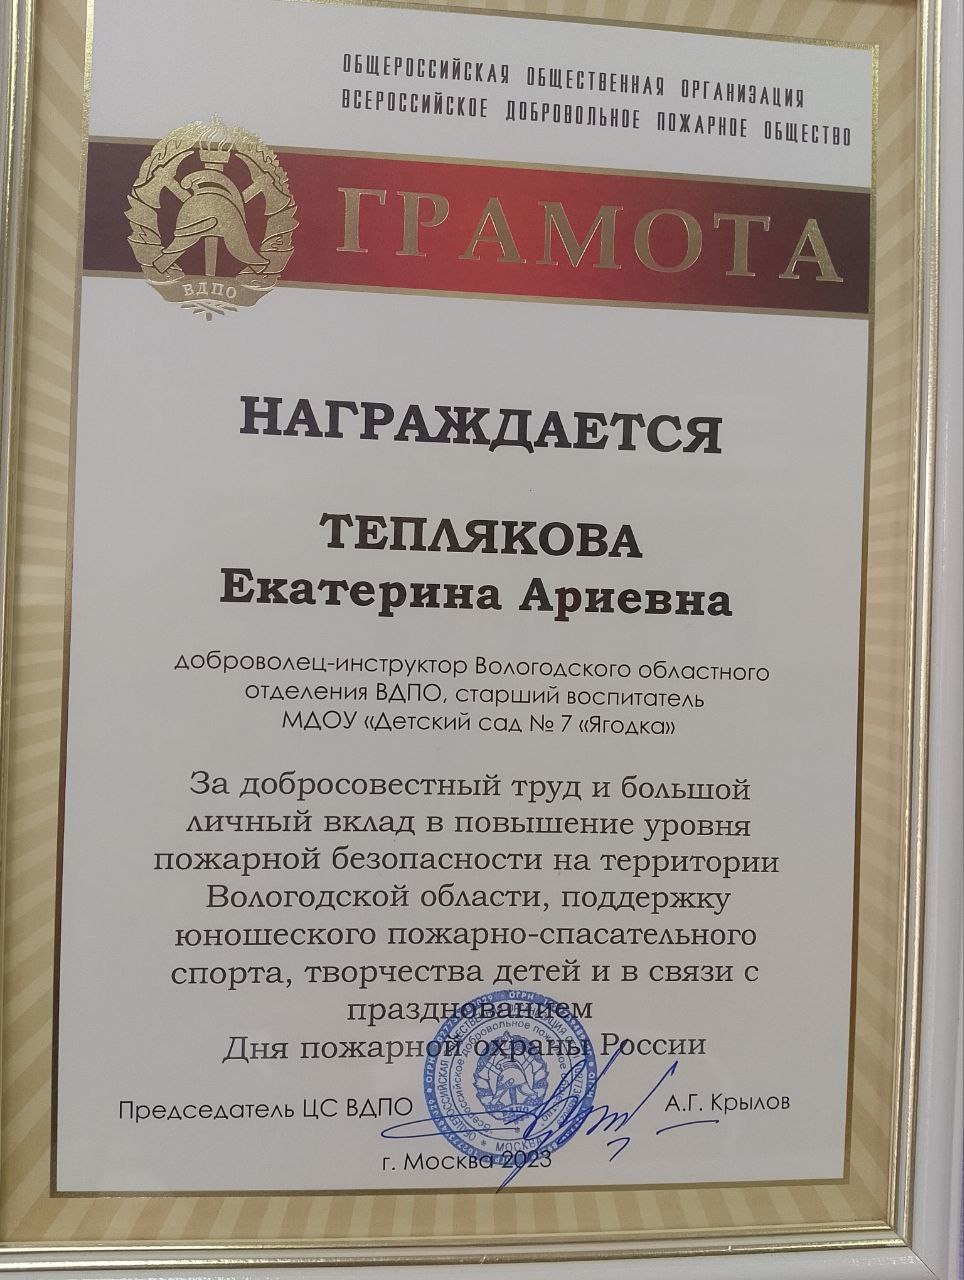 ОБЩЕРОССИЙСКАЯ ОБЩЕСТВЕННАЯ ОРГАНИЗАЦИЯ
ВСЕРОССИЙСКОЕ ДОБРОВОЛЬНОЕ ПОЖАРНОЕ ОБЩЕСТВО
ГРАМОТА
ВДПО
НАГРАЖДАЕТСЯ
ТЕПЛЯКОВА
Екатерина Ариевна
доброволец-инструктор Вологодского областного
отделения ВДПО, старший воспитатель
МДОУ «Детский сад № 7 «Ягодка»
За добросовестный труд и большой
личный вклад в повышение уровня
пожарной безопасности на территории
Вологодской области, поддержку
юношеского пожарно-спасательного
спорта, творчества детей и в связи с
празднованием
Дня пожарной охраны России
Председатель ЦС ВДПО
А.Г. Крылов
МОСКВА
г. Москва 2023